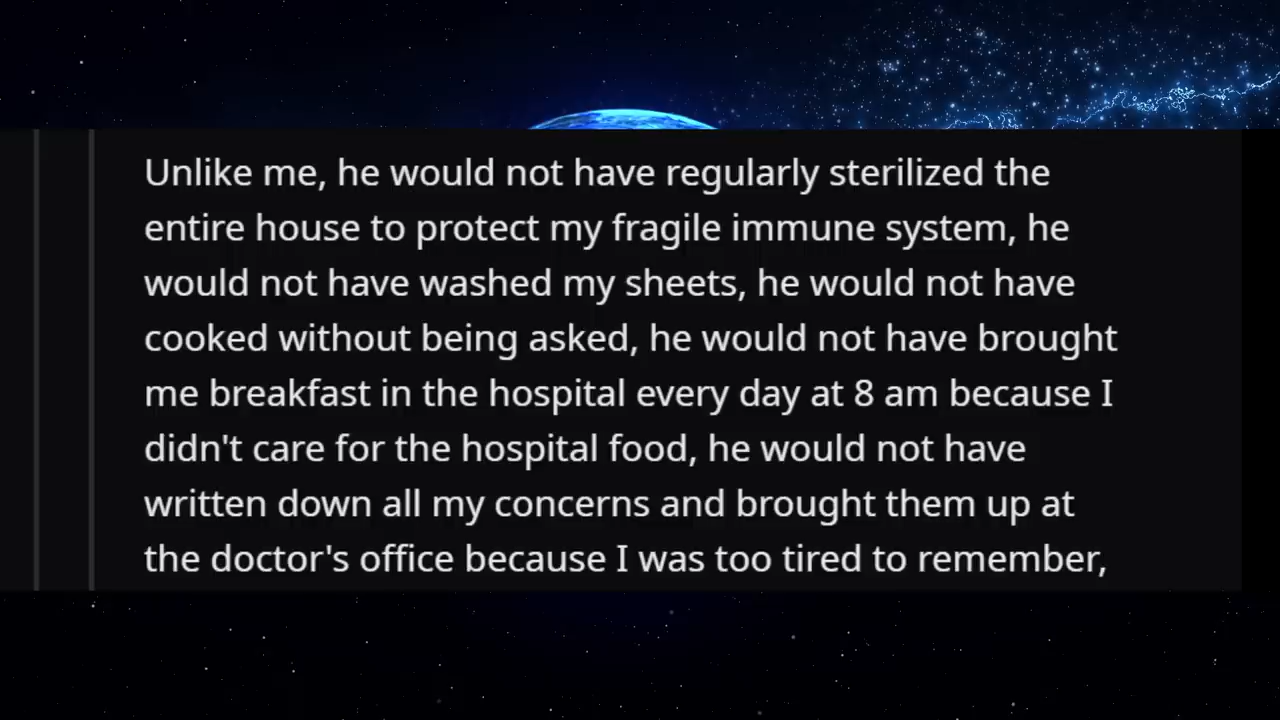 Unlike me, he would not have regularly sterilized the
entire house to protect my fragile immune system, he
would not have washed my sheets, he would not have
cooked without being asked, he would not have brought
me breakfast in the hospital every day at 8 am because I
didn't care for the hospital food, he would not have
written down all my concerns and brought them up at
the doctor's office because I was too tired to remember,